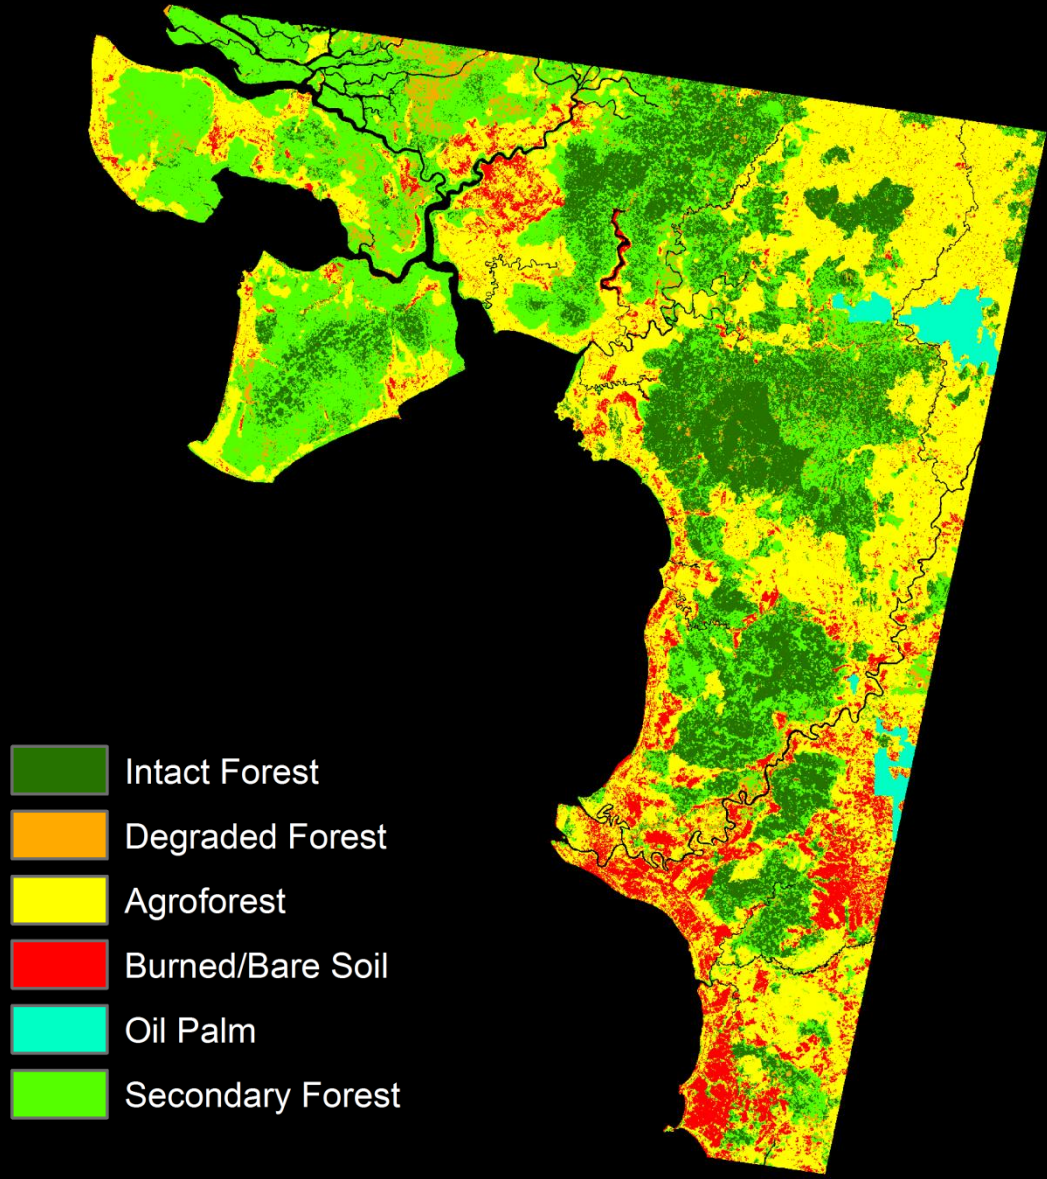 Intact Forest
Degraded Forest
Agroforest
Burned/Bare Soil
Oil Palm
Secondary Forest